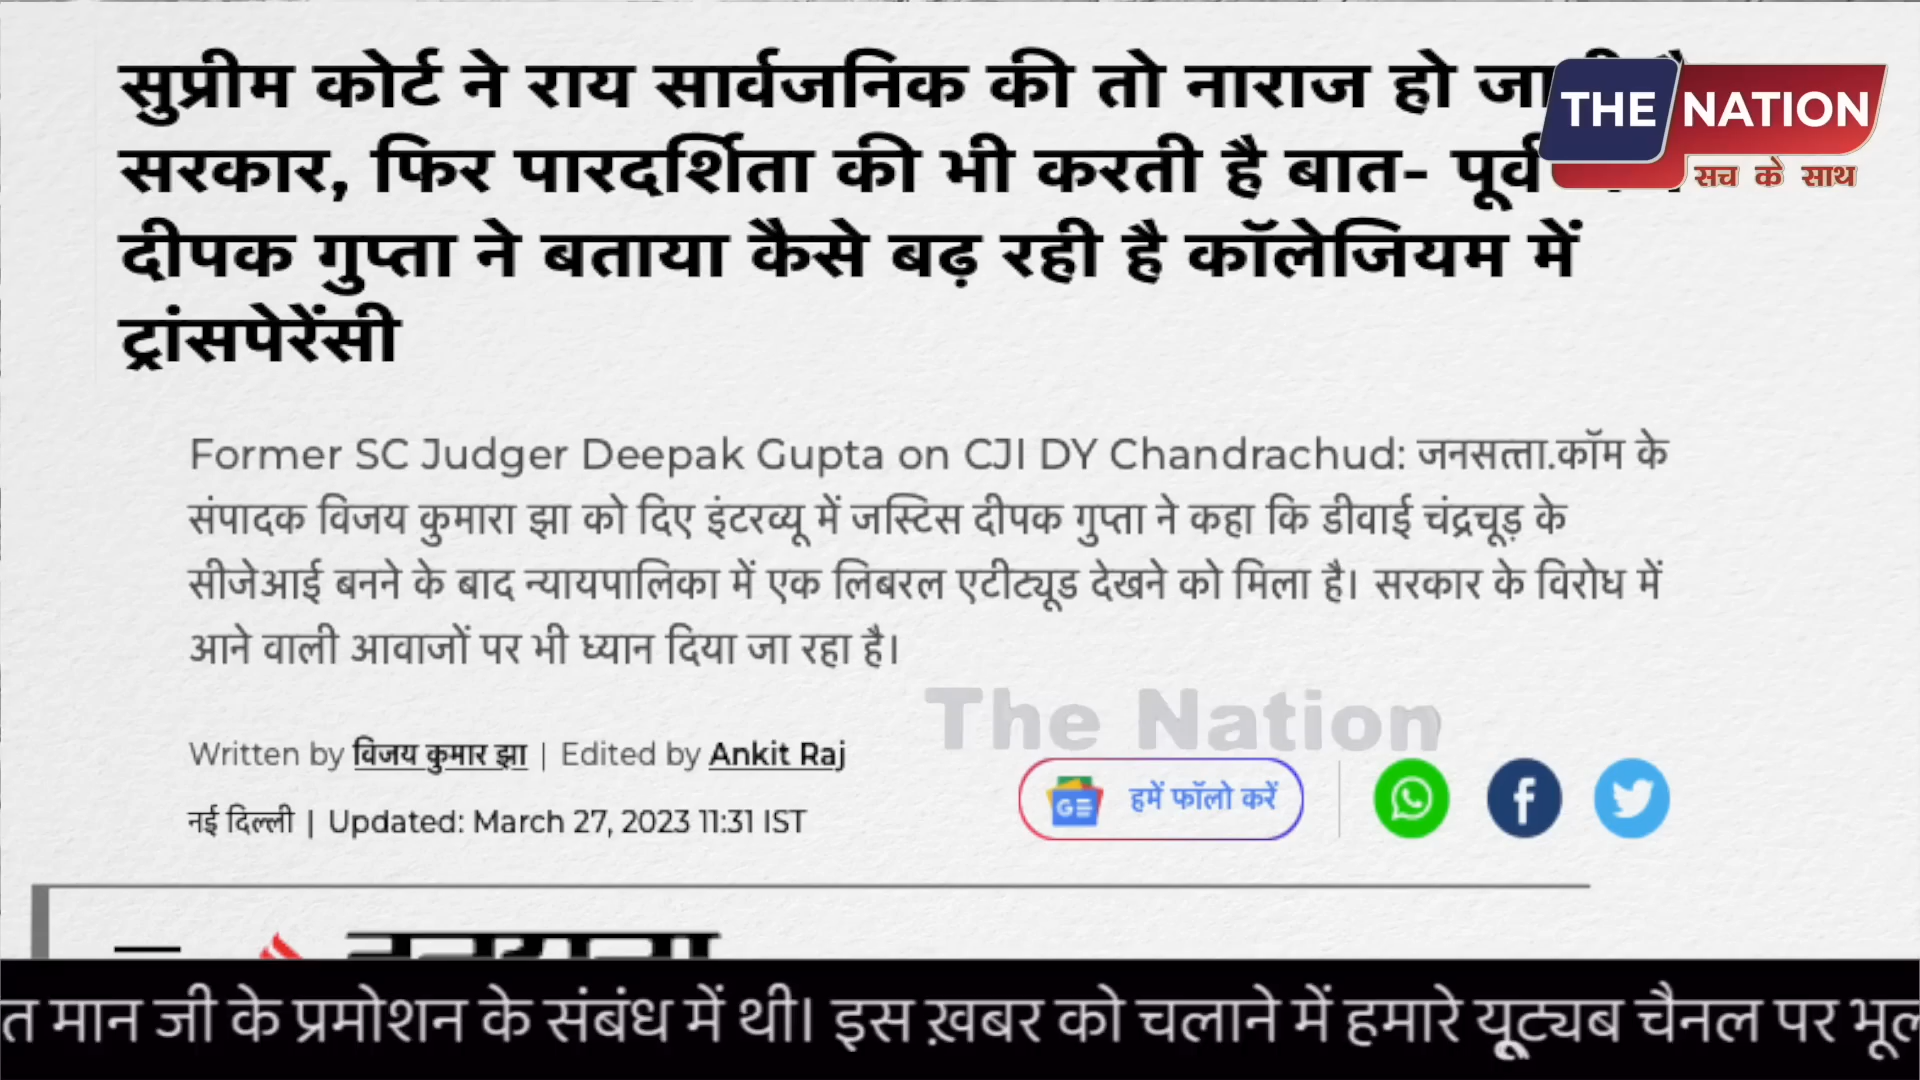 सुप्रीम कोर्ट ने राय सार्वजनिक की तो नाराज हो
THE NATION
सच के साथ
सरकार, फिर पारदर्शिता की भी करती है बात- पूर्व
दीपक गुप्ता ने बताया कैसे बढ़ रही है कॉलेजियम में
ट्रांसपेरेंसी
Former SC Judger Deepak Gupta on CJI DY Chandrachud: जनसत्ता.कॉम के
संपादक विजय कुमारा झा को दिए इंटरव्यू में जस्टिस दीपक गुप्ता ने कहा कि डीवाई चंद्रचूड़ के
सीजेआई बनने के बाद न्यायपालिका में एक लिबरल एटीट्यूड देखने को मिला है। सरकार के विरोध में
आने वाली आवाजों पर भी ध्यान दिया जा रहा है।
The Nation
Written by विजय कुमार झा | Edited by Ankit Raj
हमें फॉलो करें
नई दिल्ली | Updated: March 27, 2023 11:31 IST
मान जी के प्रमोशन के संबंध में थी। इस ख़बर को चलाने में हमारे यूट्यब चैनल पर